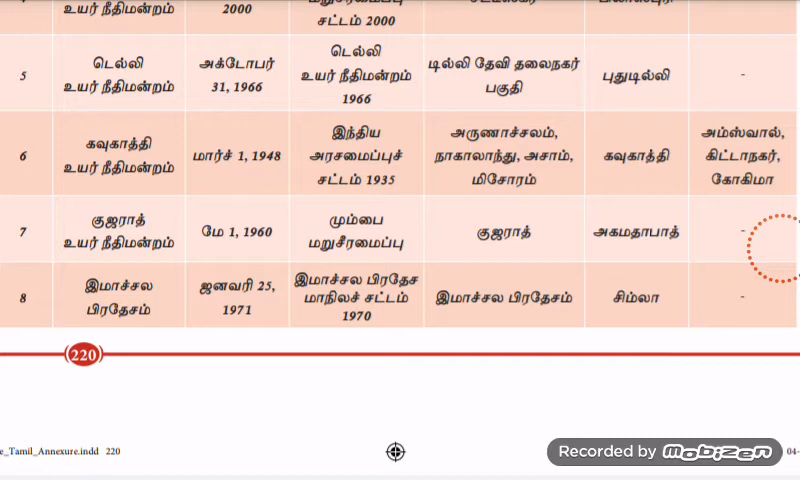 உயர் நீதிமன்றம்
2000
சட்டம் 2000
5
டெல்லி
உயர் நீதிமன்றம்
அக்டோபர்
31, 1966
டெல்லி
உயர் நீதிமன்றம்
1966
டில்லி தேவி தலைநகர்
பகுதி
புதுடில்லி
-
6
கவுகாத்தி
உயர் நீதிமன்றம்
மார்ச் 1, 1948
இந்திய
அரசமைப்புச்
சட்டம் 1935
அருணாச்சலம்,
நாகாலாந்து, அசாம்,
மிசோரம்
கவுகாத்தி
அம்ஸ்வால்,
கிட்டாநகர்,
கோகிமா
7
குஜராத்
உயர் நீதிமன்றம்
மே 1, 1960
மும்பை
மறுசீரமைப்பு
குஜராத்
அகமதாபாத்
-
8
இமாச்சல
பிரதேசம்
ஜனவரி 25,
1971
இமாச்சல பிரதேச
மாநிலச் சட்டம்
1970
இமாச்சல பிரதேசம்
சிம்லா
-
220
e_Tamil_Annexure.indd 220
Recorded by mobizen
04-